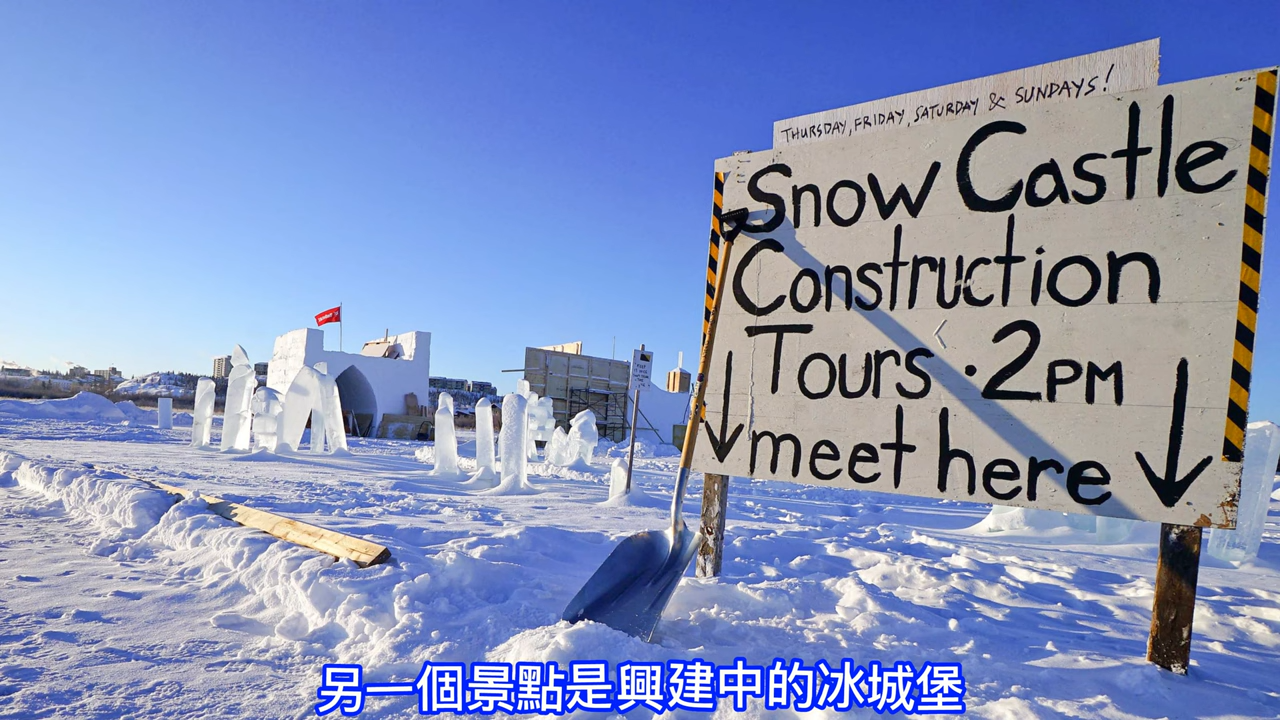 THURSDAY, FRIDAY, SATURDAY & SUNDAYS!
Snow Castle
Construction
Tours · 2PM
meet here
另一個景點是興建中的冰城堡